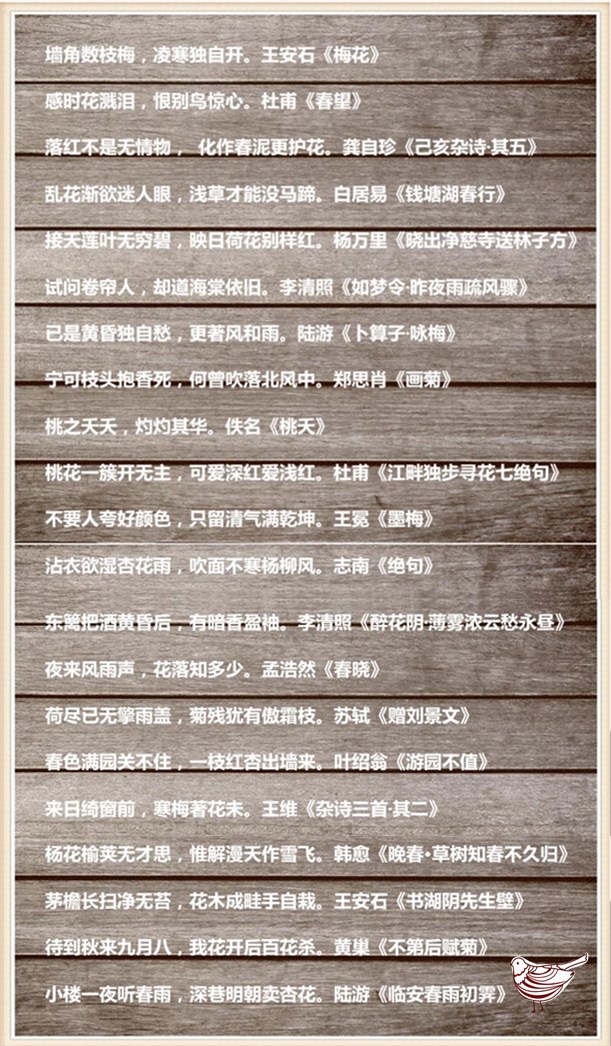 墙角数枝梅，凌寒独自开。王安石《梅花》
感时花溅泪，恨别鸟惊心。杜甫《春望》
落红不是无情物， 化作春泥更护花。龚自珍《己亥杂诗·其五》
乱花渐欲迷人眼，浅草才能没马蹄。白居易《钱塘湖春行》
接天莲叶无穷碧，映日荷花别样红。杨万里《晓出净慈寺送林子方》
试问卷帘人，却道海棠依旧。李清照《如梦令·昨夜雨疏风骤》
已是黄昏独自愁，更著风和雨。陆游《卜算子·咏梅》
宁可枝头抱香死，何曾吹落北风中。郑思肖《画菊》
桃之夭夭，灼灼其华。佚名《桃夭》
桃花一簇开无主，可爱深红爱浅红。杜甫《江畔独步寻花七绝句》
不要人夸好颜色，只留清气满乾坤。王冕《墨梅》
沾衣欲湿杏花雨，吹面不寒杨柳风。志南《绝句》
东篱把酒黄昏后，有暗香盈袖。李清照《醉花阴·薄雾浓云愁永昼》
夜来风雨声，花落知多少。孟浩然《春晓》
荷尽已无擎雨盖，菊残犹有傲霜枝。苏轼《赠刘景文》
春色满园关不住，一枝红杏出墙来。叶绍翁《游园不值》
来日绮窗前，寒梅著花未。王维《杂诗三首·其二》
杨花榆荚无才思，惟解漫天作雪飞。韩愈《晚春·草树知春不久归》
茅檐长扫净无苔，花木成畦手自栽。王安石《书湖阴先生壁》
待到秋来九月八，我花开后百花杀。黄巢《不第后赋菊》
小楼一夜听春雨，深巷明朝卖杏花。陆游《临安春雨初霁》